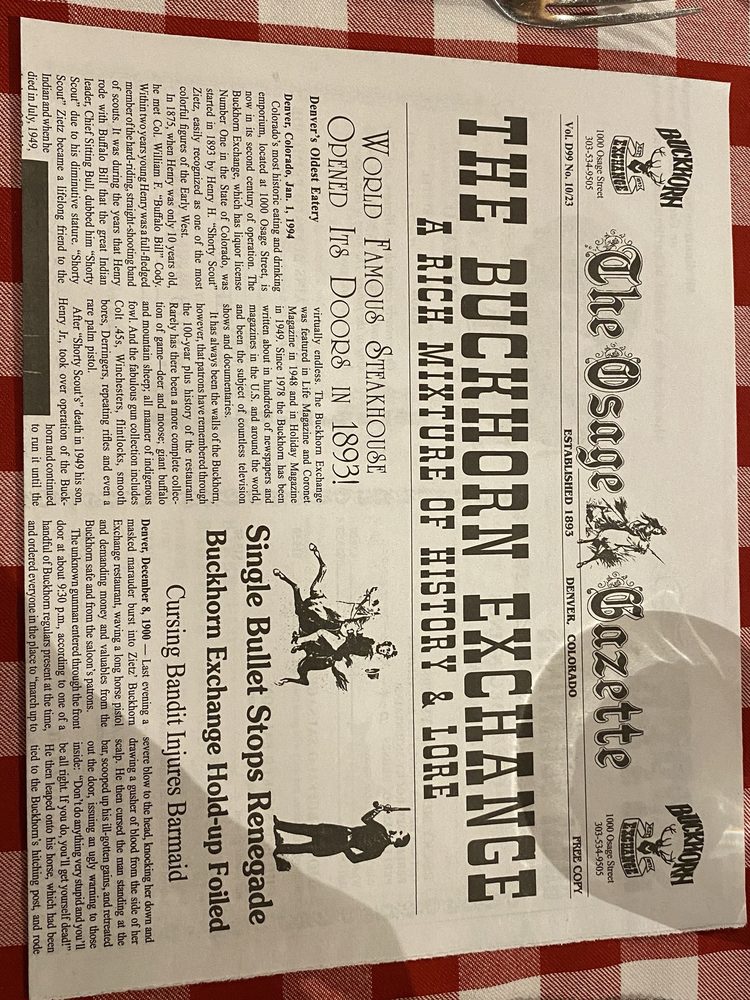 BUCKHORN
EXCHANGE
1000 Osage Street
303-534-9505
The Osage Gazette
BUCKHORN
EXCHANGE
1000 Osage Street
303-534-9505
Vol. D99 No. 10/23
ESTABLISHED 1893
DENVER, COLORADO
FREE COPY
THE BUCKHORN EXCHANGE
A RICH MIXTURE OF HISTORY & LORE
WORLD FAMOUS STEAKHOUSE
OPENED ITS DOORS IN 1893!
Denver's Oldest Eatery
Denver, Colorado, Jan. 1, 1994
Colorado's most historic eating and drinking
emporium, located at 1000 Osage Street, is
now in its second century of operation. The
Buckhorn Exchange, which has liquor license
Number One in the State of Colorado, was
started in 1893 by Henry H. "Shorty Scout"
Zietz, easily recognized as one of the most
colorful figures of the Early West.
In 1875, when Henry was only 10 years old,
he met Col. William F. "Buffalo Bill" Cody.
Within two years young Henry was a full-fledged
member of the hard-riding, straight-shooting band
of scouts. It was during the years that Henry
rode with Buffalo Bill that the great Indian
leader, Chief Sitting Bull, dubbed him "Shorty
Scout" due to his diminutive stature. "Shorty
Scout" Zietz became a lifelong friend to the
Indian and when he
died in July, 1949,
virtually endless. The Buckhorn Exchange
was featured in Life Magazine and Coronet
Magazine in 1948 and in Holiday Magazine
in 1949. Since 1978 the Buckhorn has been
written about in hundreds of newspapers and
magazines in the U.S. and around the world,
and been the subject of countless television
shows and documentaries.
It has always been the walls of the Buckhorn,
however, that patrons have remembered through
the 100-year plus history of the restaurant.
Rarely has there been a more complete collec-
tion of game—deer and moose; giant buffalo
and mountain sheep, all manner of indigenous
fowl! And the fabulous gun collection includes
Colt .45s, Winchesters, flintlocks, smooth
bores, Derringers, repeating rifles and even a
rare palm pistol.
After "Shorty Scout's" death in 1949 his son,
Henry Jr., took over operation of the Buck-
horn and continued
to run it until the
Single Bullet Stops Renegade
Buckhorn Exchange Hold-up Foiled
Cursing Bandit Injures Barmaid
Denver, December 8, 1900 — Last evening a
masked marauder burst into Zietz' Buckhorn
Exchange restaurant, waving a long horse pistol
and demanding money and valuables from the
Buckhorn safe and from the saloon's patrons.
The unknown gunman entered through the front
door at about 9:30 p.m., according to one of a
handful of Buckhorn regulars present at the time,
and ordered everyone in the place to "march up to
severe blow to the head, knocking her down and
drawing a gusher of blood from the side of her
scalp. He then cursed the man standing at the
bar, scooped up his ill-gotten gains, and retreated
out the door, issuing an ugly warning to those
inside: "Don't do anything very stupid and you'll
be all right. If you do, you'll get yourself dead!"
He then leaped onto his horse, which had been
tied to the Buckhorn's hitching post, and rode